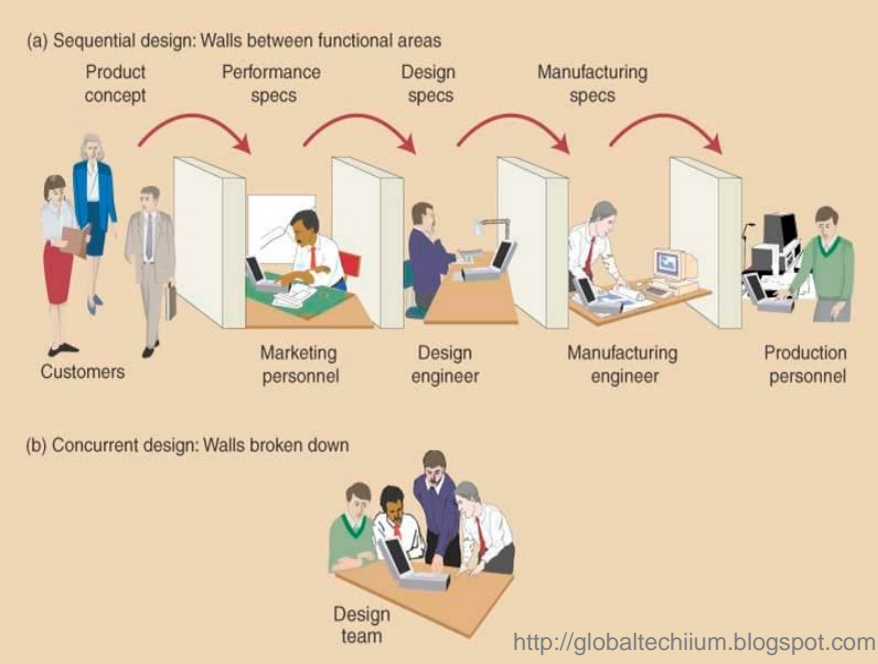 (a) Sequential design: Walls between functional areas
Product
concept
Performance
specs
Design
specs
Manufacturing
specs
Customers
Marketing
personnel
Design
engineer
Manufacturing
engineer
Production
personnel
(b) Concurrent design: Walls broken down
Design
team
http://globaltechiium.blogspot.com